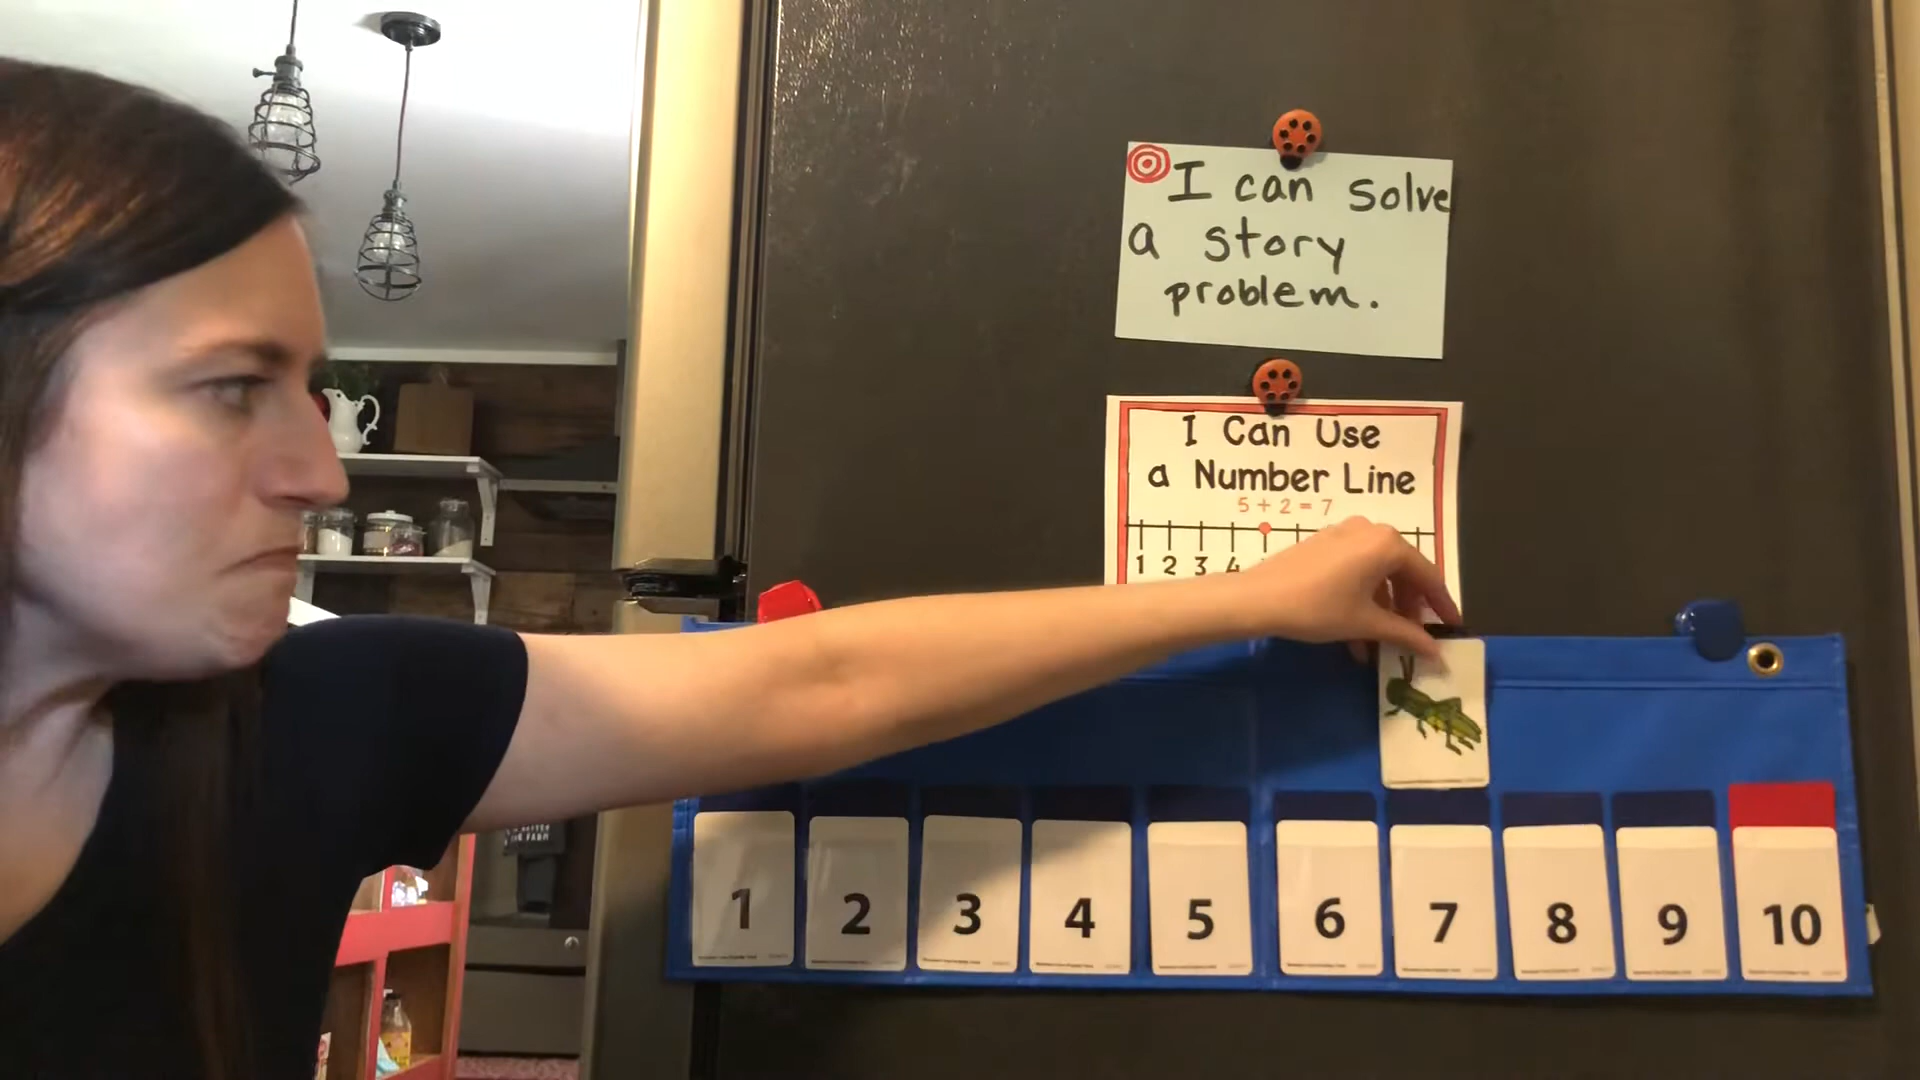 I can solve
a story
problem.
I Can Use
a Number Line
5 + 2 = 7
1 2 3 4
1 2 3 4 5 6 7 8 9 10